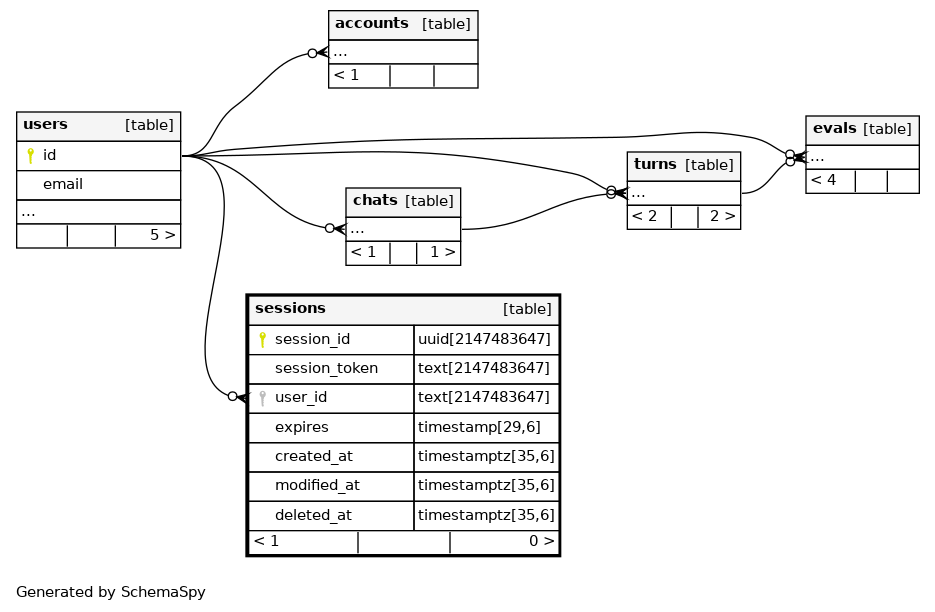 accounts [table]
...
< 1
users [table]
id
email
...
5 >
evals [table]
...
< 4
turns [table]
...
< 2 2 >
chats [table]
...
< 1 1 >
sessions [table]
session_id uuid[2147483647]
session_token text[2147483647]
user_id text[2147483647]
expires timestamp[29,6]
created_at timestamptz[35,6]
modified_at timestamptz[35,6]
deleted_at timestamptz[35,6]
< 1 0 >
Generated by SchemaSpy